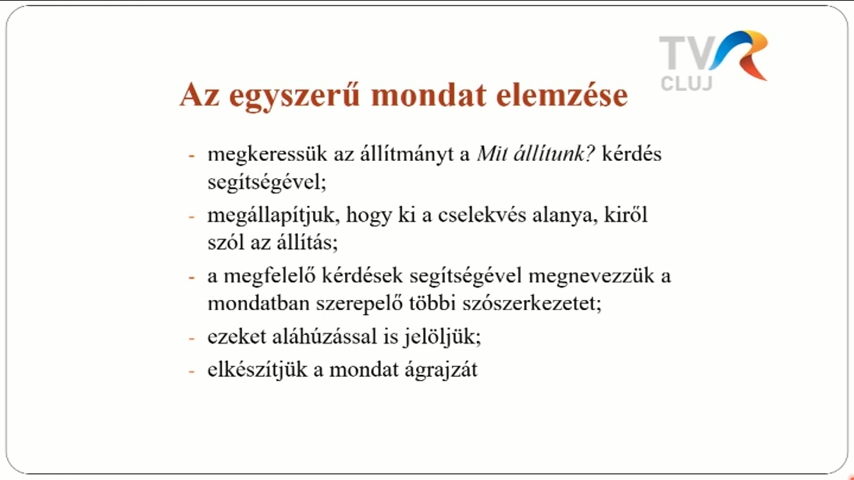 TVR
CLUJ
Az egyszerű mondat elemzése
- megkeressük az állítmányt a Mit állítunk? kérdés
segítségével;
- megállapítjuk, hogy ki a cselekvés alanya, kiről
szól az állítás;
- a megfelelő kérdések segítségével megnevezzük a
mondatban szereplő többi szószerkezetet;
- ezeket aláhúzással is jelöljük;
- elkészítjük a mondat ágrajzát